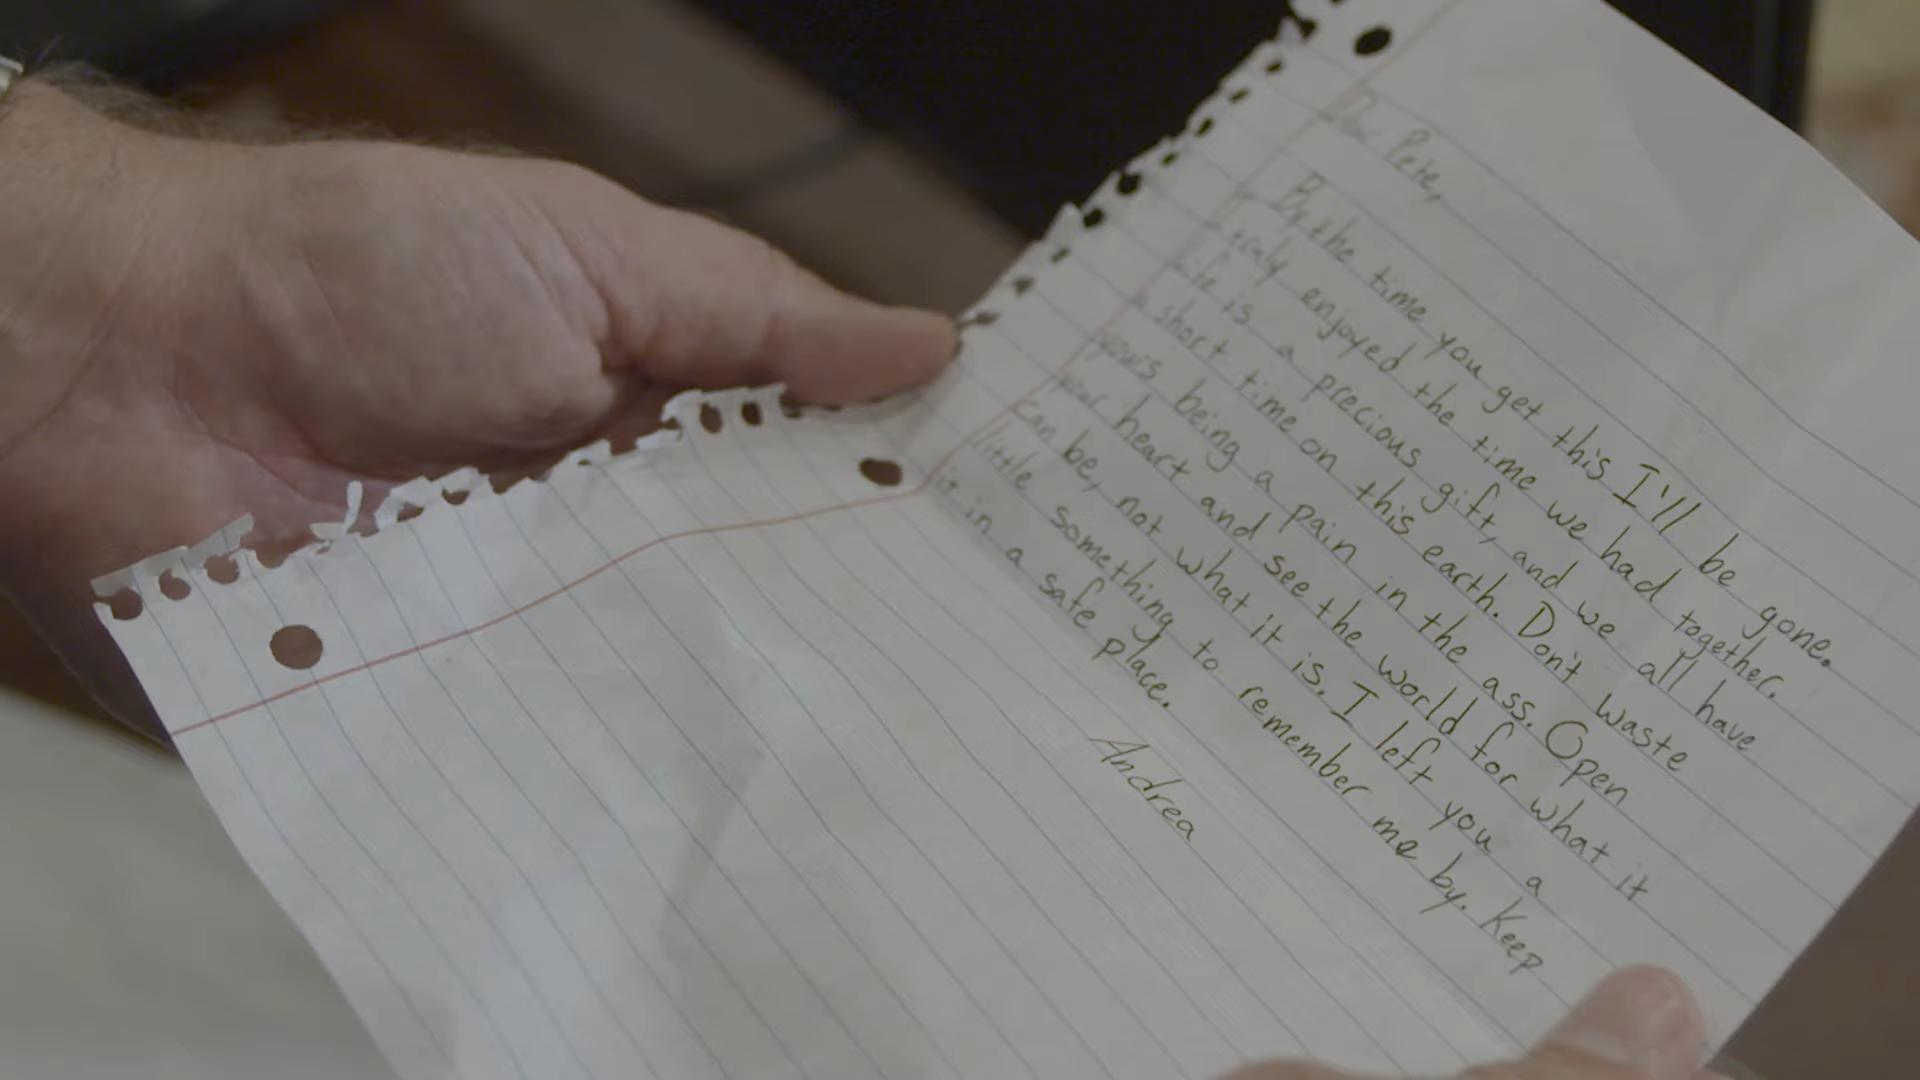 Dear Pete,
By the time you get this I'll be gone.
I truly enjoyed the time we had together.
Life is a precious gift, and we all have
a short time on this earth. Don't waste
yours being a pain in the ass. Open
your heart and see the world for what it
can be, not what it is. I left you a
little something to remember me by. Keep
it in a safe place.
Andrea